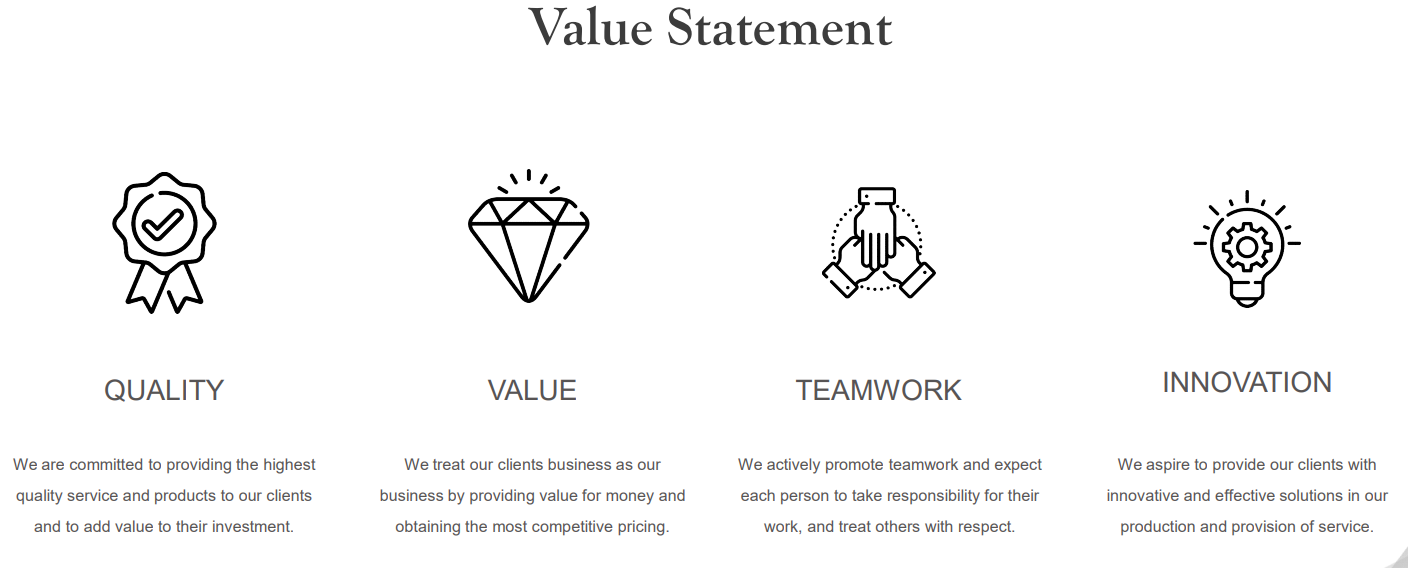 Value Statement
QUALITY
We are committed to providing the highest
quality service and products to our clients
and to add value to their investment.
VALUE
We treat our clients business as our
business by providing value for money and
obtaining the most competitive pricing.
TEAMWORK
We actively promote teamwork and expect
each person to take responsibility for their
work, and treat others with respect.
INNOVATION
We aspire to provide our clients with
innovative and effective solutions in our
production and provision of service.